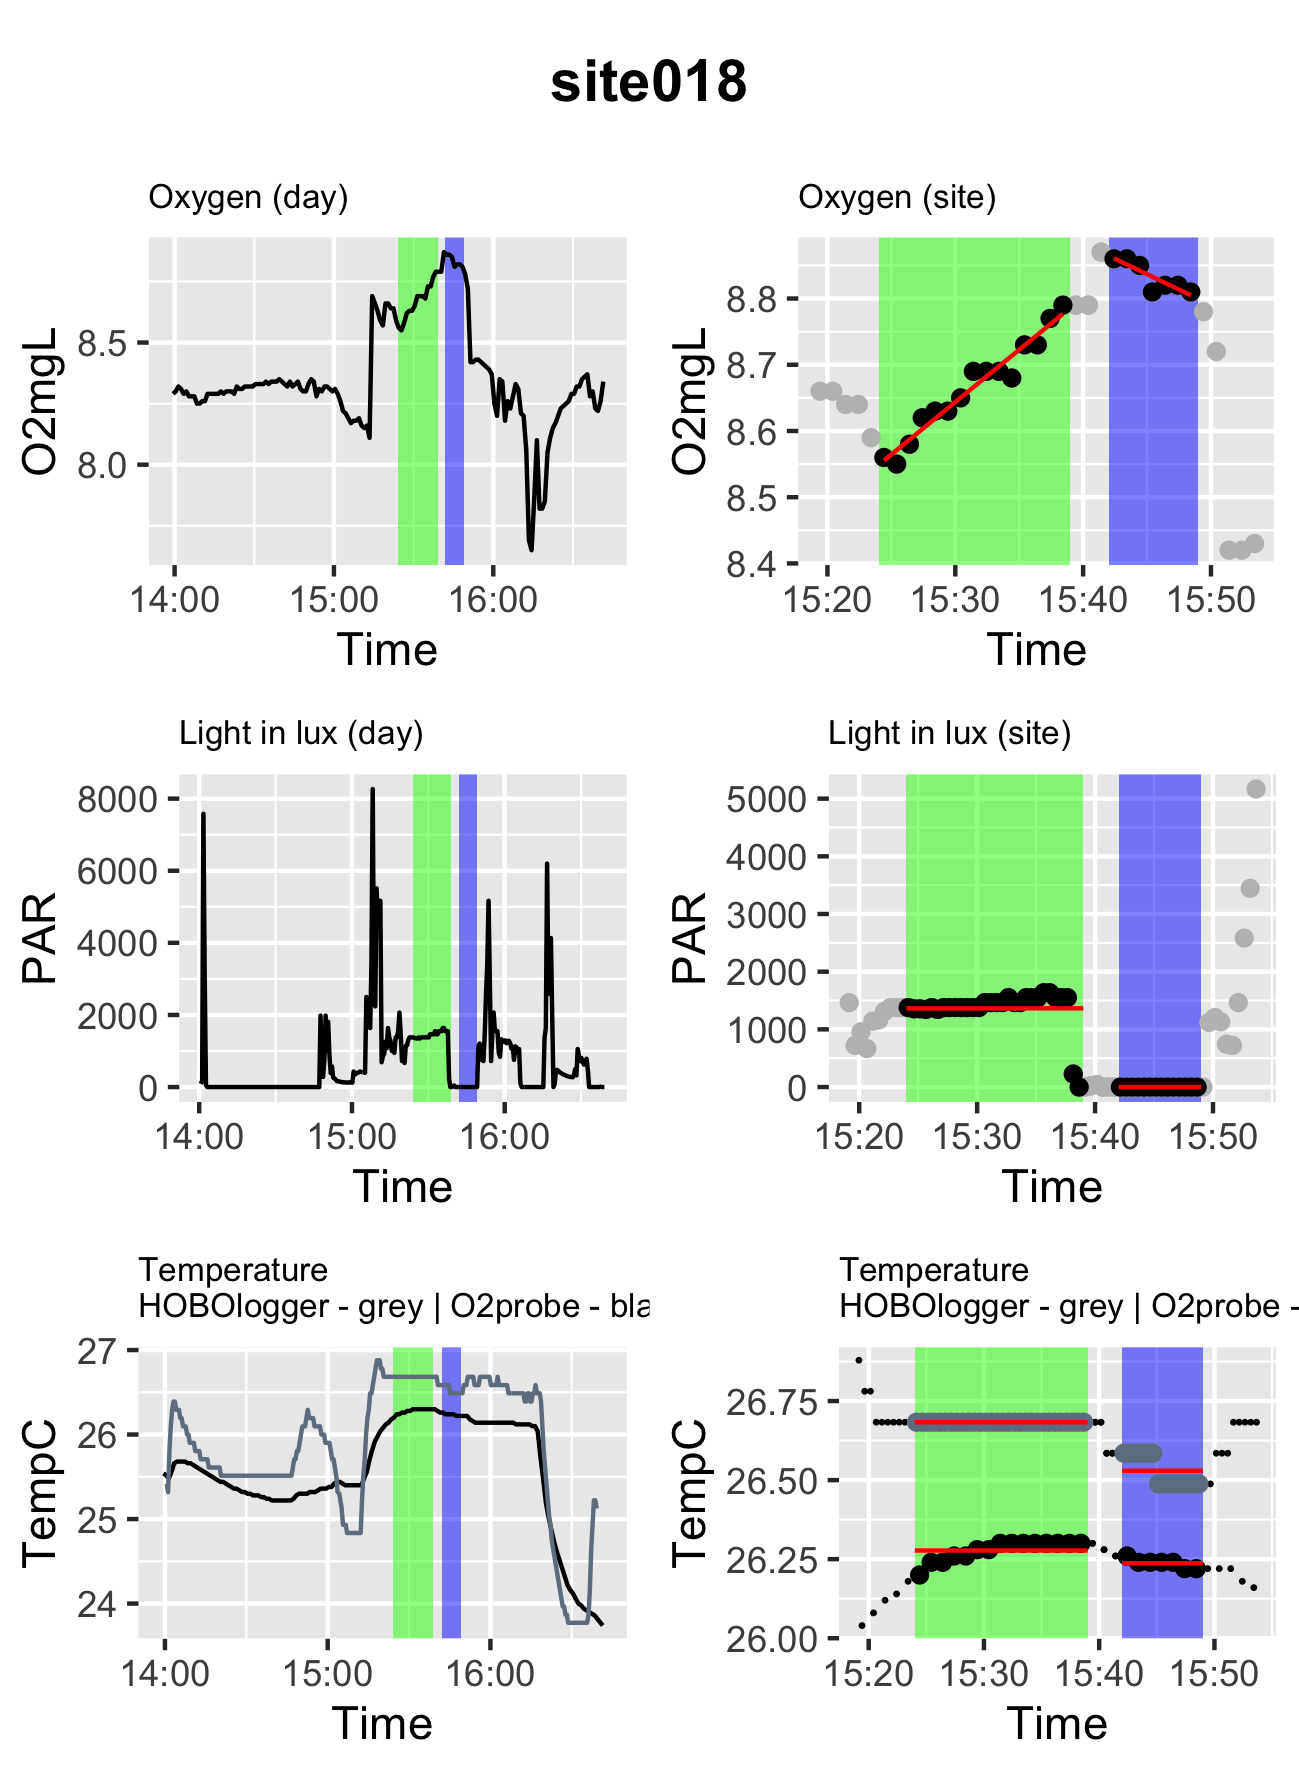 site018
Oxygen (day)
O2mgL
8.5
8.0
14:00 15:00 16:00
Time
Oxygen (site)
O2mgL
8.8
8.7
8.6
8.5
8.4
15:20 15:30 15:40 15:50
Time
Light in lux (day)
PAR
8000
6000
4000
2000
0
14:00 15:00 16:00
Time
Light in lux (site)
PAR
5000
4000
3000
2000
1000
0
15:20 15:30 15:40 15:50
Time
Temperature
HOBOlogger - grey | O2probe - bla
TempC
27
26
25
24
14:00 15:00 16:00
Time
Temperature
HOBOlogger - grey | O2probe -
TempC
26.75
26.50
26.25
26.00
15:20 15:30 15:40 15:50
Time